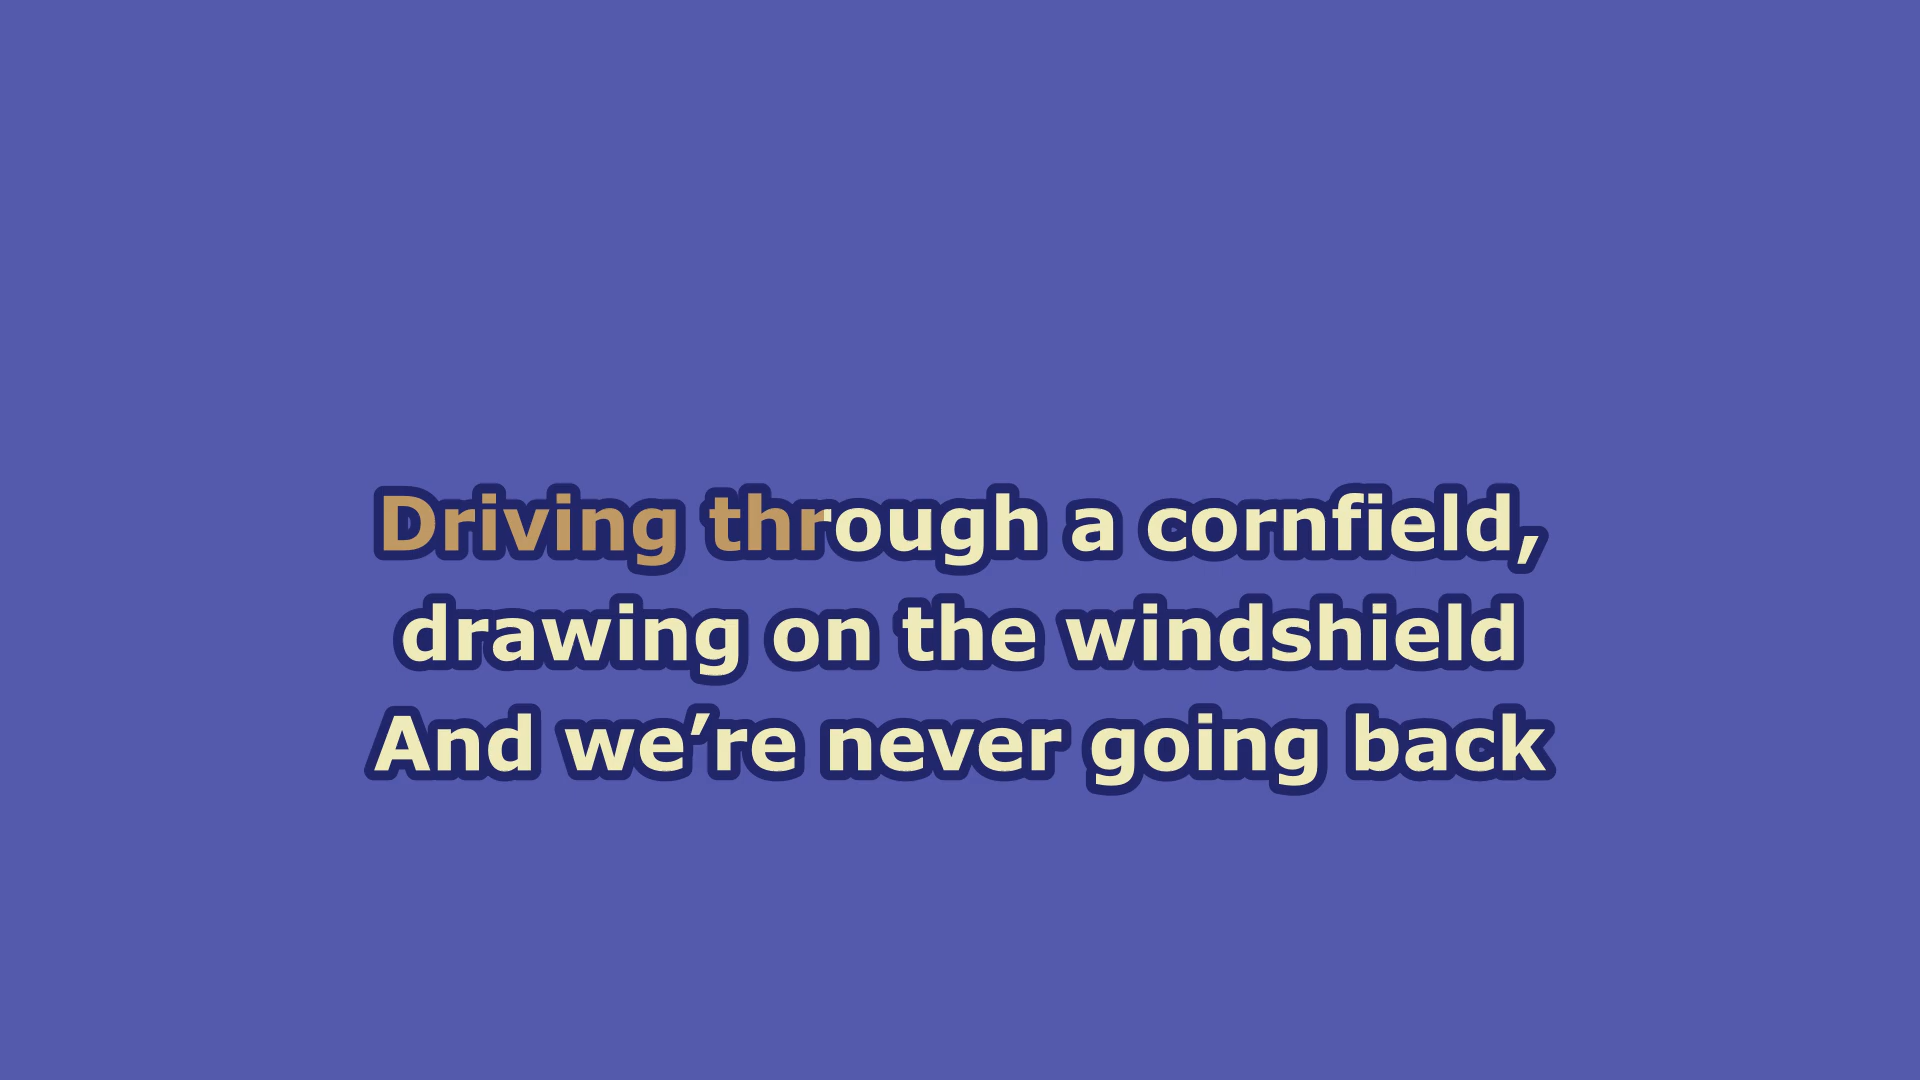 Driving through a cornfield,
drawing on the windshield
And we’re never going back